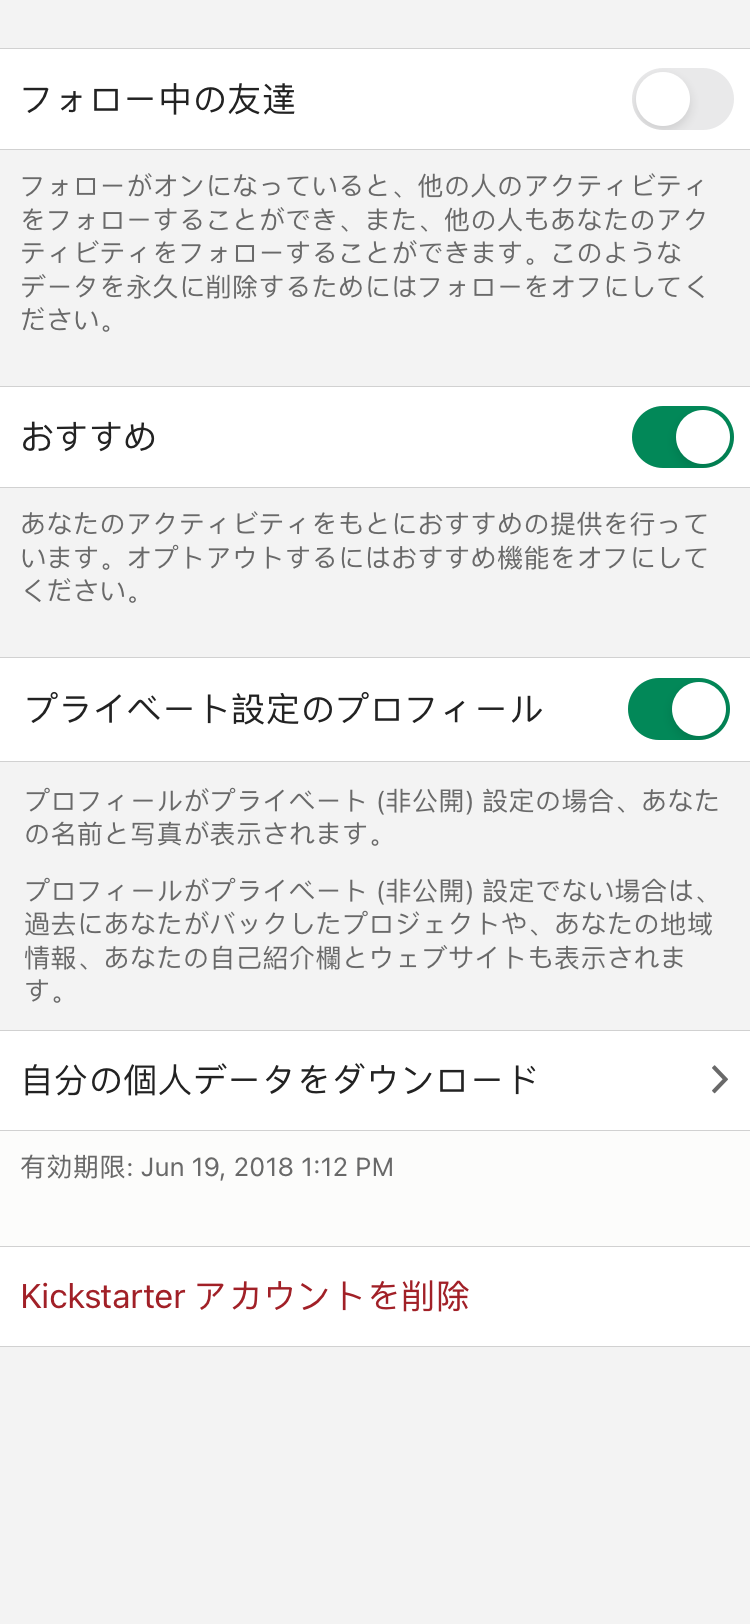 フォロー中の友達
フォローがオンになっていると、他の人のアクティビティ
をフォローすることができ、また、他の人もあなたのアク
ティビティをフォローすることができます。このような
データを永久に削除するためにはフォローをオフにしてく
ださい。
おすすめ
あなたのアクティビティをもとにおすすめの提供を行って
います。オプトアウトするにはおすすめ機能をオフにして
ください。
プライベート設定のプロフィール
プロフィールがプライベート (非公開) 設定の場合、あなた
の名前と写真が表示されます。
プロフィールがプライベート (非公開) 設定でない場合は、
過去にあなたがバックしたプロジェクトや、あなたの地域
情報、あなたの自己紹介欄とウェブサイトも表示されま
す。
自分の個人データをダウンロード
有効期限: Jun 19, 2018 1:12 PM
Kickstarter アカウントを削除